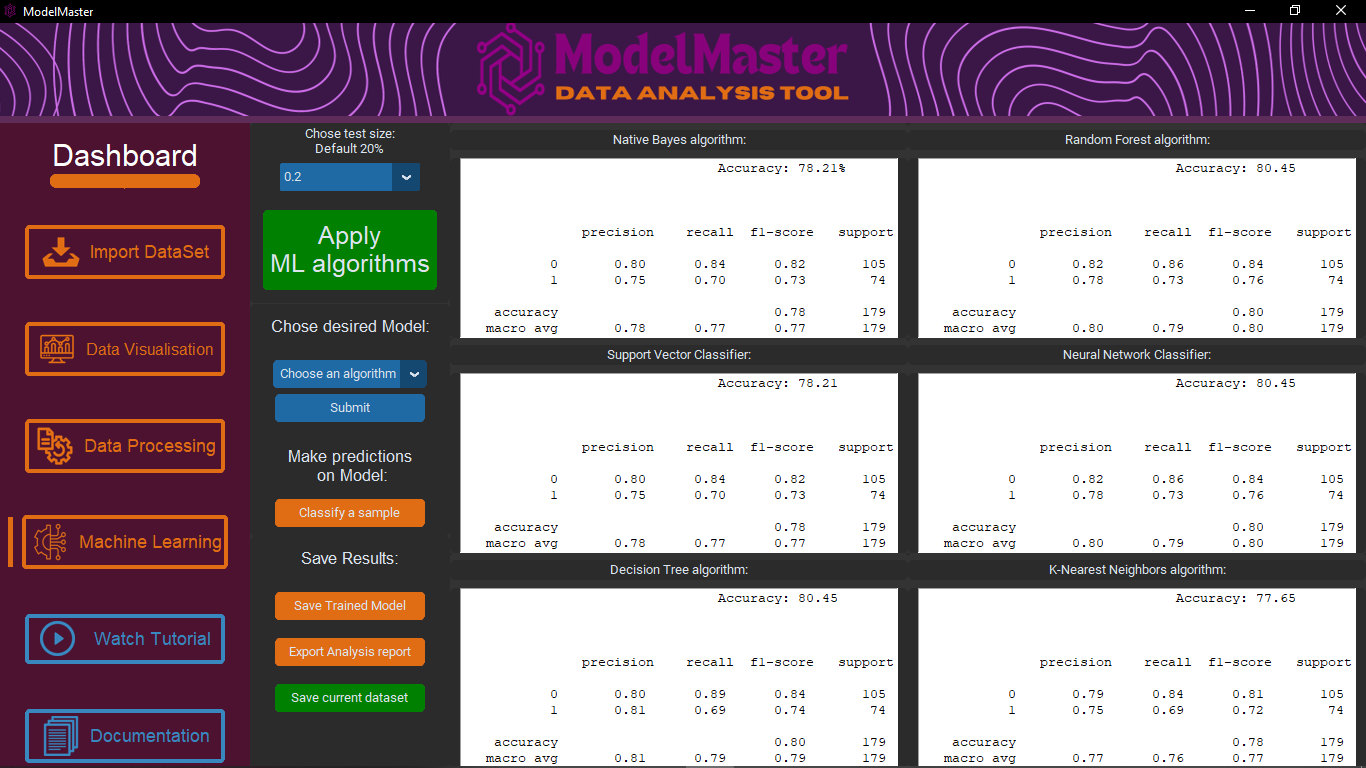 ModelMaster
ModelMaster
DATA ANALYSIS TOOL
Dashboard
Import DataSet
Data Visualisation
Data Processing
Machine Learning
Watch Tutorial
Documentation
Chose test size:
Default 20%
0.2
Apply
ML algorithms
Chose desired Model:
Choose an algorithm
Submit
Make predictions
on Model:
Classify a sample
Save Results:
Save Trained Model
Export Analysis report
Save current dataset
Native Bayes algorithm:
Accuracy: 78.21%
precision recall f1-score support
0 0.80 0.84 0.82 105
1 0.75 0.70 0.73 74
accuracy 0.78 179
macro avg 0.78 0.77 0.77 179
Random Forest algorithm:
Accuracy: 80.45
precision recall f1-score support
0 0.82 0.86 0.84 105
1 0.78 0.73 0.76 74
accuracy 0.80 179
macro avg 0.80 0.79 0.80 179
Support Vector Classifier:
Accuracy: 78.21
precision recall f1-score support
0 0.80 0.84 0.82 105
1 0.75 0.70 0.73 74
accuracy 0.78 179
macro avg 0.78 0.77 0.77 179
Neural Network Classifier:
Accuracy: 80.45
precision recall f1-score support
0 0.82 0.86 0.84 105
1 0.78 0.73 0.76 74
accuracy 0.80 179
macro avg 0.80 0.79 0.80 179
Decision Tree algorithm:
Accuracy: 80.45
precision recall f1-score support
0 0.80 0.89 0.84 105
1 0.81 0.69 0.74 74
accuracy 0.80 179
macro avg 0.81 0.79 0.79 179
K-Nearest Neighbors algorithm:
Accuracy: 77.65
precision recall f1-score support
0 0.79 0.84 0.81 105
1 0.75 0.69 0.72 74
accuracy 0.78 179
macro avg 0.77 0.76 0.77 179